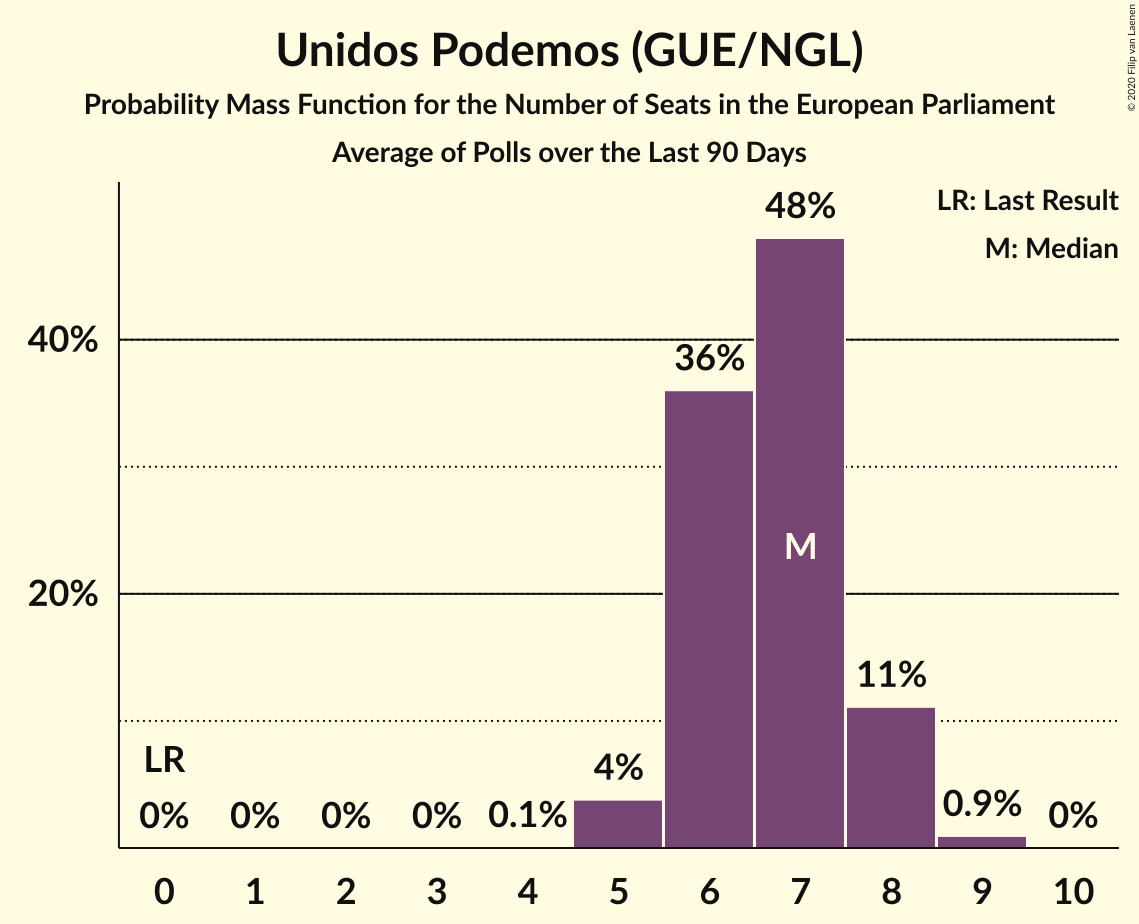 Unidos Podemos (GUE/NGL)
Probability Mass Function for the Number of Seats in the European Parliament
Average of Polls over the Last 90 Days
© 2020 Filip van Laenen
LR: Last Result
M: Median
48%
40%
36%
M
20%
11%
LR
4%
0% 0% 0% 0% 0.1% 0.9% 0%
0 1 2 3 4 5 6 7 8 9 10